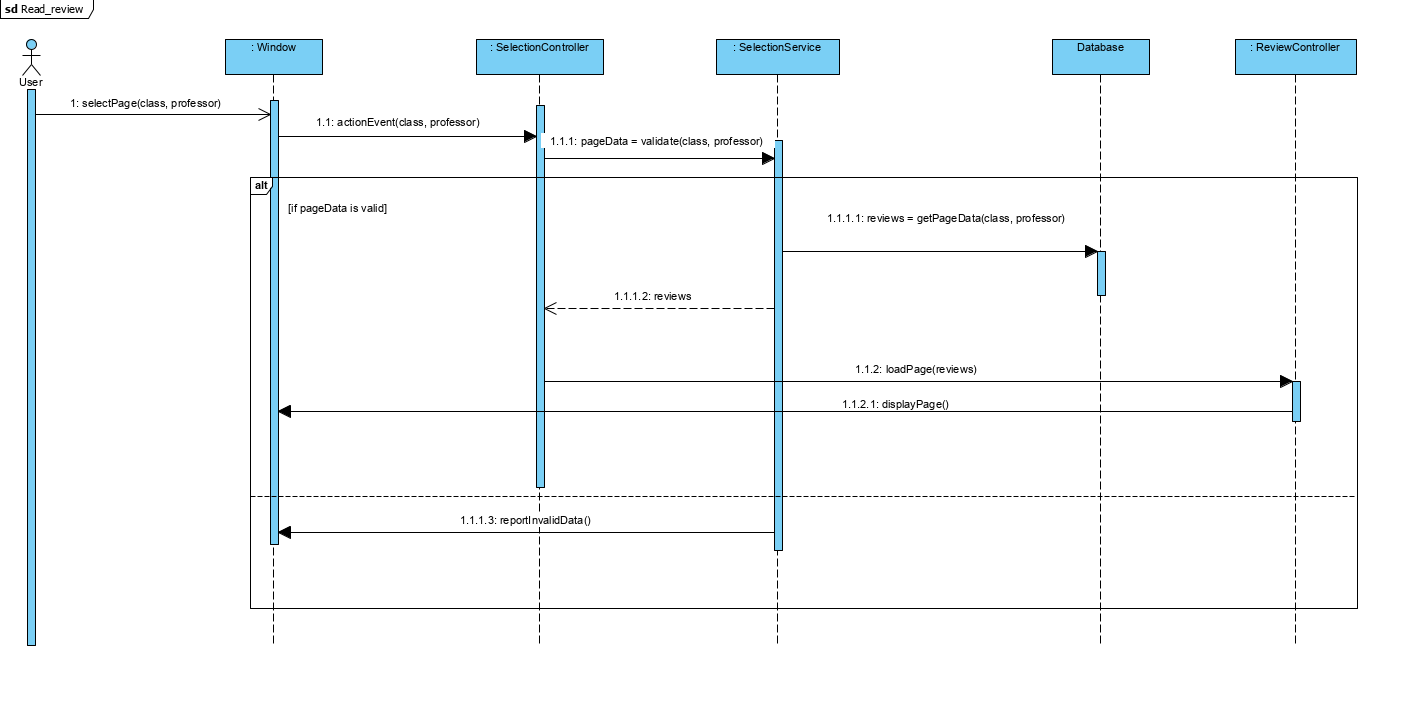 sd Read_review
: Window
: SelectionController
: SelectionService
Database
: ReviewController
User
1: selectPage(class, professor)
1.1: actionEvent(class, professor)
1.1.1: pageData = validate(class, professor)
alt
[if pageData is valid]
1.1.1.1: reviews = getPageData(class, professor)
1.1.1.2: reviews
1.1.2: loadPage(reviews)
1.1.2.1: displayPage()
1.1.1.3: reportInvalidData()